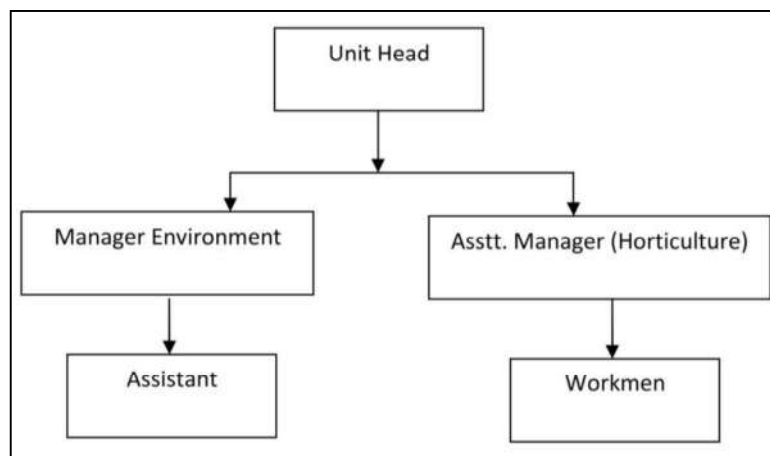 Unit Head
Manager Environment
Asstt. Manager (Horticulture)
Assistant
Workmen